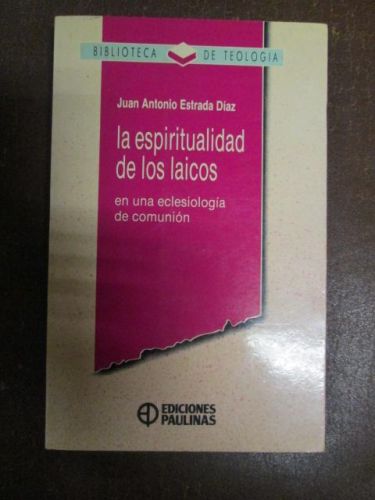 BIBLIOTECA DE TEOLOGIA
Juan Antonio Estrada Díaz
la espiritualidad
de los laicos
en una eclesiología
de comunión
EDICIONES
PAULINAS